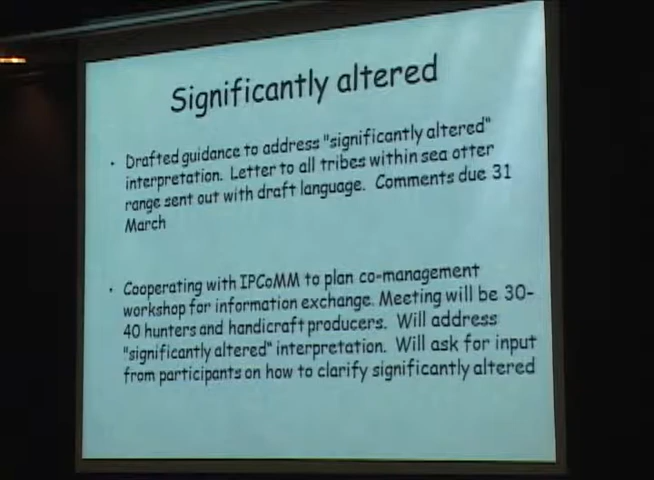 Significantly altered
• Drafted guidance to address "significantly altered"
interpretation. Letter to all tribes within sea otter
range sent out with draft language. Comments due 31
March
• Cooperating with IPCoMM to plan co-management
workshop for information exchange. Meeting will be 30-
40 hunters and handicraft producers. Will address
"significantly altered" interpretation. Will ask for input
from participants on how to clarify significantly altered